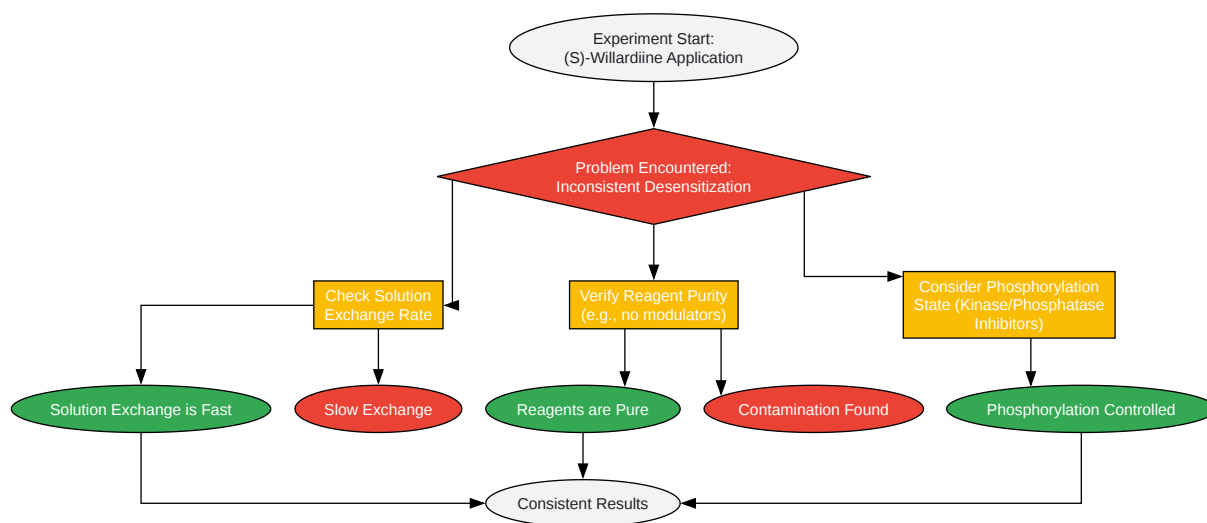 Experiment Start:
(S)-Willardiine Application
Problem Encountered:
Inconsistent Desensitization
Check Solution
Exchange Rate
Verify Reagent Purity
(e.g., no modulators)
Consider Phosphorylation
State (Kinase/Phosphatase
Inhibitors)
Solution Exchange is Fast
Slow Exchange
Reagents are Pure
Contamination Found
Phosphorylation Controlled
Consistent Results